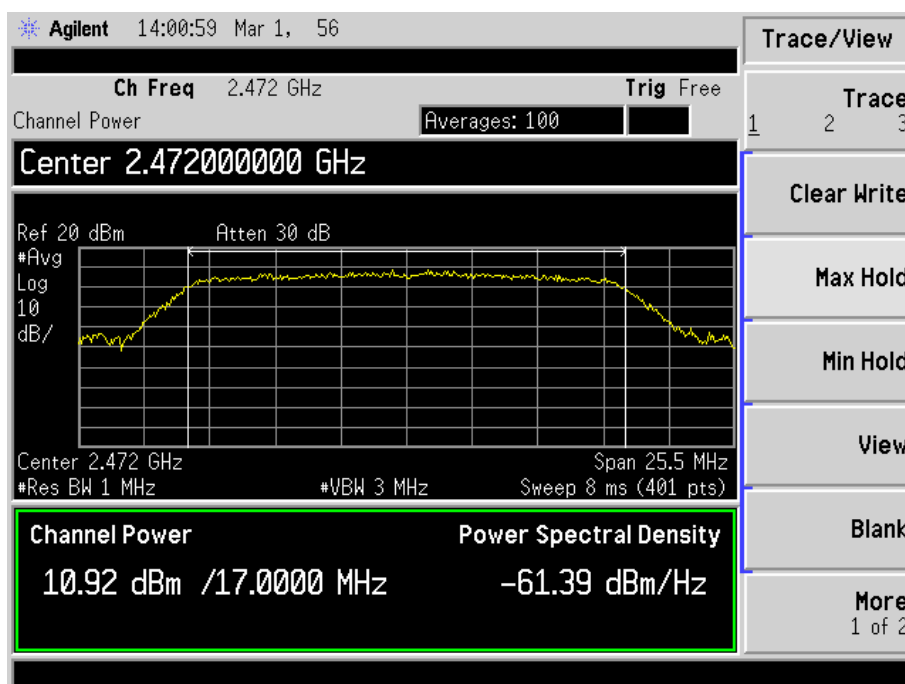 Agilent 14:00:59 Mar 1, 56
Trace/View
Ch Freq 2.472 GHz Trig Free
Channel Power Averages: 100
Trace
1 2 3
Center 2.472000000 GHz
Clear Write
Ref 20 dBm Atten 30 dB
#Avg
Log
10
dB/
Max Hold
Min Hold
View
Center 2.472 GHz Span 25.5 MHz
#Res BW 1 MHz #VBW 3 MHz Sweep 8 ms (401 pts)
Blank
Channel Power Power Spectral Density
10.92 dBm /17.0000 MHz -61.39 dBm/Hz
More
1 of 2